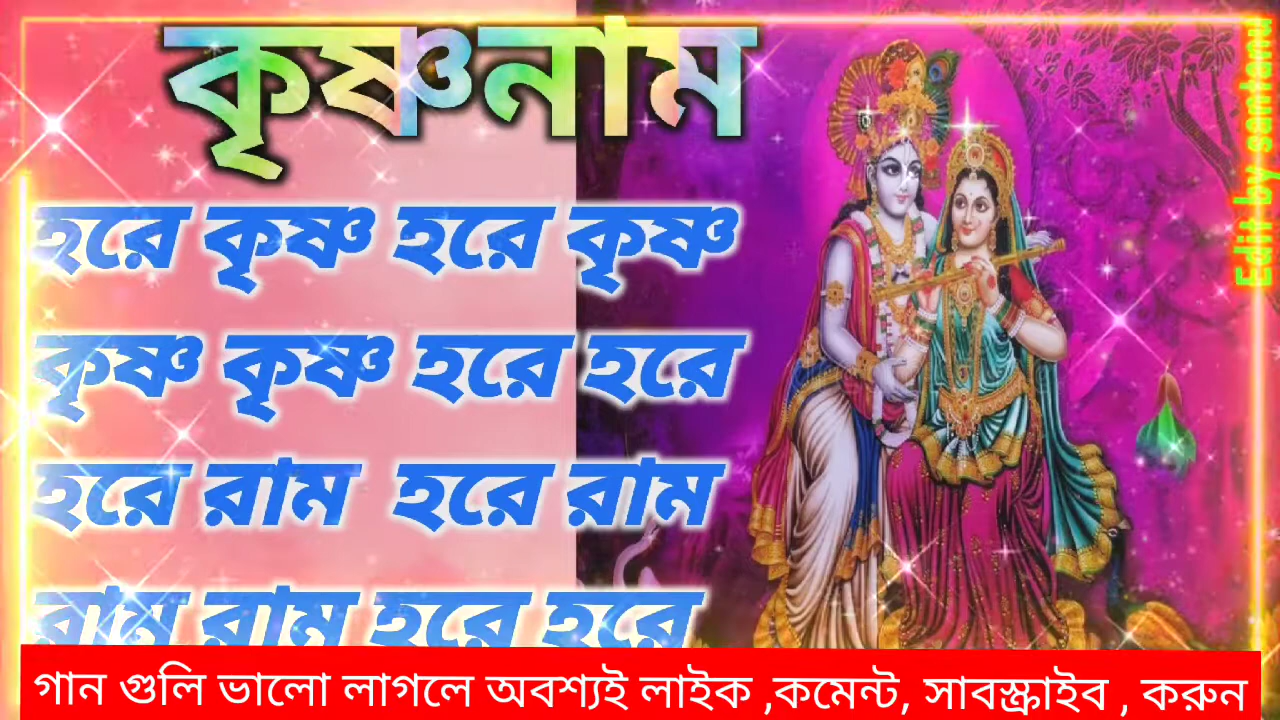 কৃষ্ণনাম
হরে কৃষ্ণ হরে কৃষ্ণ
কৃষ্ণ কৃষ্ণ হরে হরে
হরে রাম হরে রাম
রাম রাম হরে হরে
গান গুলি ভালো লাগলে অবশ্যই লাইক ,কমেন্ট, সাবস্ক্রাইব , করুন
Edit by santanu